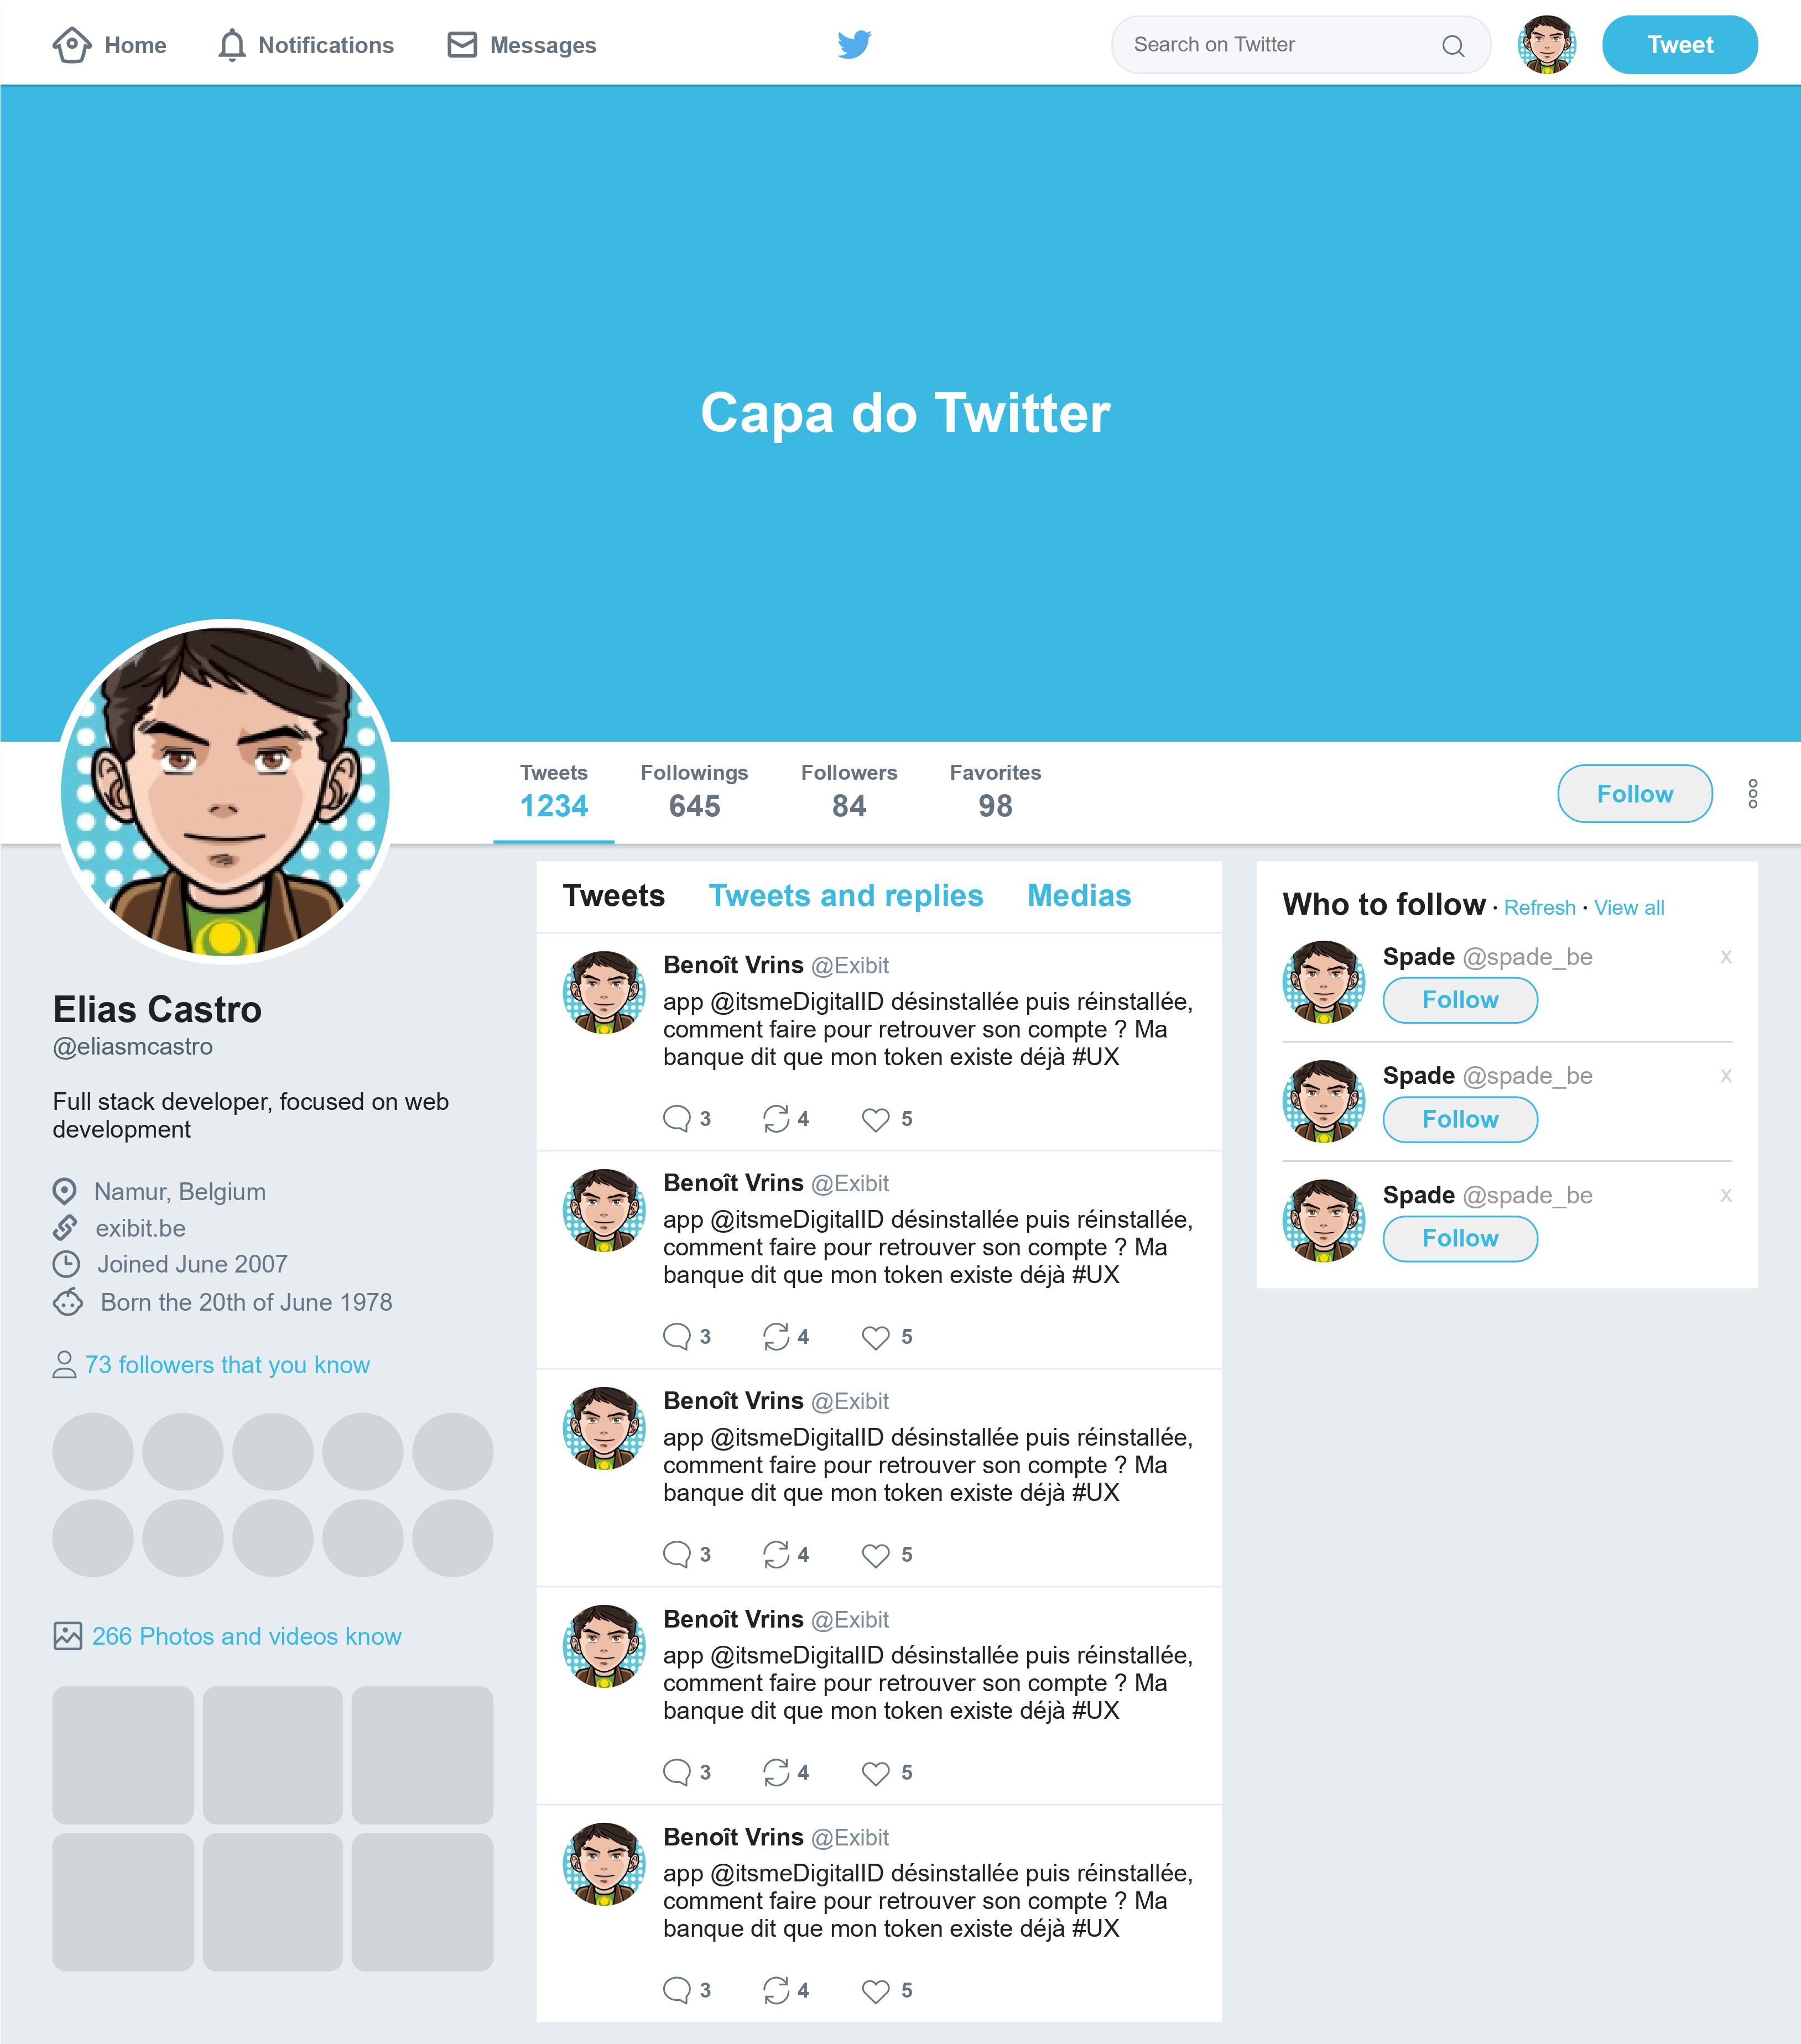 Home Notifications Messages Search on Twitter Tweet
Capa do Twitter
Tweets Followings Followers Favorites
1234 645 84 98
Follow
Elias Castro
@eliasmcastro
Full stack developer, focused on web
development
Namur, Belgium
exibit.be
Joined June 2007
Born the 20th of June 1978
73 followers that you know
266 Photos and videos know
Tweets Tweets and replies Medias
Benoît Vrins @Exibit
app @itsmeDigitalID désinstallée puis réinstallée,
comment faire pour retrouver son compte ? Ma
banque dit que mon token existe déjà #UX
3 4 5
Benoît Vrins @Exibit
app @itsmeDigitalID désinstallée puis réinstallée,
comment faire pour retrouver son compte ? Ma
banque dit que mon token existe déjà #UX
3 4 5
Benoît Vrins @Exibit
app @itsmeDigitalID désinstallée puis réinstallée,
comment faire pour retrouver son compte ? Ma
banque dit que mon token existe déjà #UX
3 4 5
Benoît Vrins @Exibit
app @itsmeDigitalID désinstallée puis réinstallée,
comment faire pour retrouver son compte ? Ma
banque dit que mon token existe déjà #UX
3 4 5
Benoît Vrins @Exibit
app @itsmeDigitalID désinstallée puis réinstallée,
comment faire pour retrouver son compte ? Ma
banque dit que mon token existe déjà #UX
3 4 5
Who to follow · Refresh · View all
Spade @spade_be x
Follow
Spade @spade_be x
Follow
Spade @spade_be x
Follow